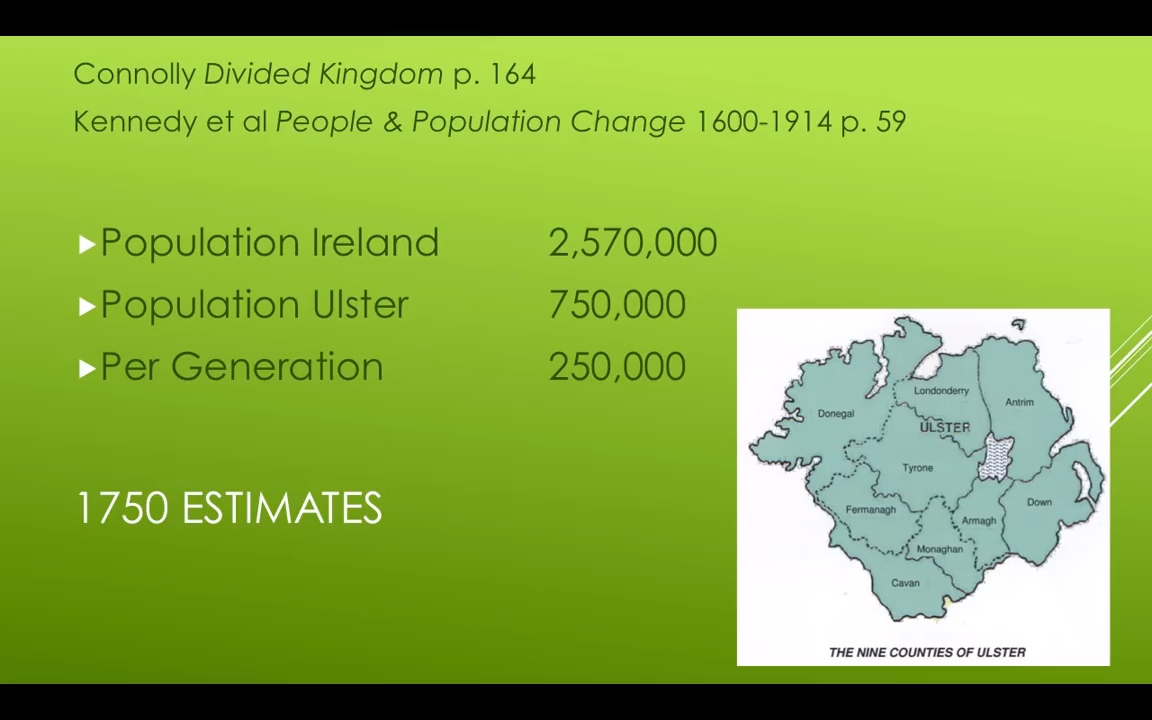 Connolly Divided Kingdom p. 164
Kennedy et al People & Population Change 1600-1914 p. 59
Population Ireland 2,570,000
Population Ulster 750,000
Per Generation 250,000
1750 ESTIMATES
Londonderry
Antrim
Donegal
ULSTER
Tyrone
Down
Fermanagh
Armagh
Monaghan
Cavan
THE NINE COUNTIES OF ULSTER